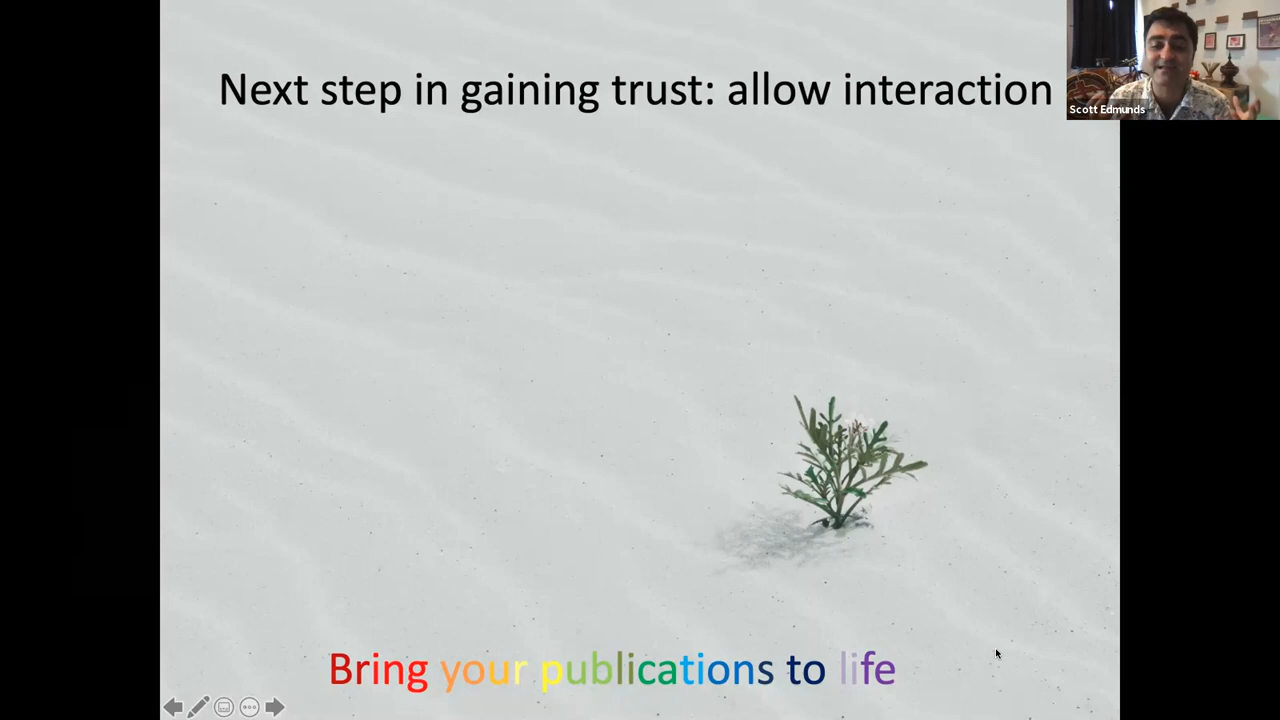 Next step in gaining trust: allow interaction
Scott Edmunds
Bring your publications to life